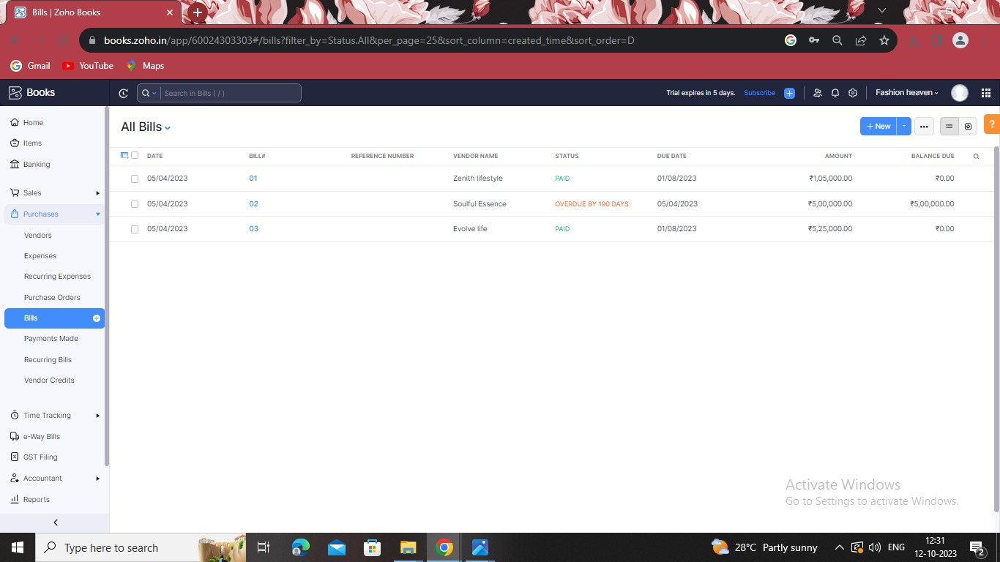 Bills | Zoho Books
books.zoho.in/app/60024303303#/bills?filter_by=Status.All&per_page=25&sort_column=created_time&sort_order=D
Gmail YouTube Maps
Books Search in Bills ( / ) Trial expires in 5 days. Subscribe Fashion heaven
Home
Items
Banking
Sales
Purchases
Vendors
Expenses
Recurring Expenses
Purchase Orders
Bills
Payments Made
Recurring Bills
Vendor Credits
Time Tracking
e-Way Bills
GST Filing
Accountant
Reports
All Bills
+ New
?
DATE BILL# REFERENCE NUMBER VENDOR NAME STATUS DUE DATE AMOUNT BALANCE DUE
05/04/2023 01 Zenith lifestyle PAID 01/08/2023 ₹1,05,000.00 ₹0.00
05/04/2023 02 Soulful Essence OVERDUE BY 190 DAYS 05/04/2023 ₹5,00,000.00 ₹5,00,000.00
05/04/2023 03 Evolve life PAID 01/08/2023 ₹5,25,000.00 ₹0.00
Activate Windows
Go to Settings to activate Windows.
Type here to search
28°C Partly sunny
ENG
12:31
12-10-2023
2